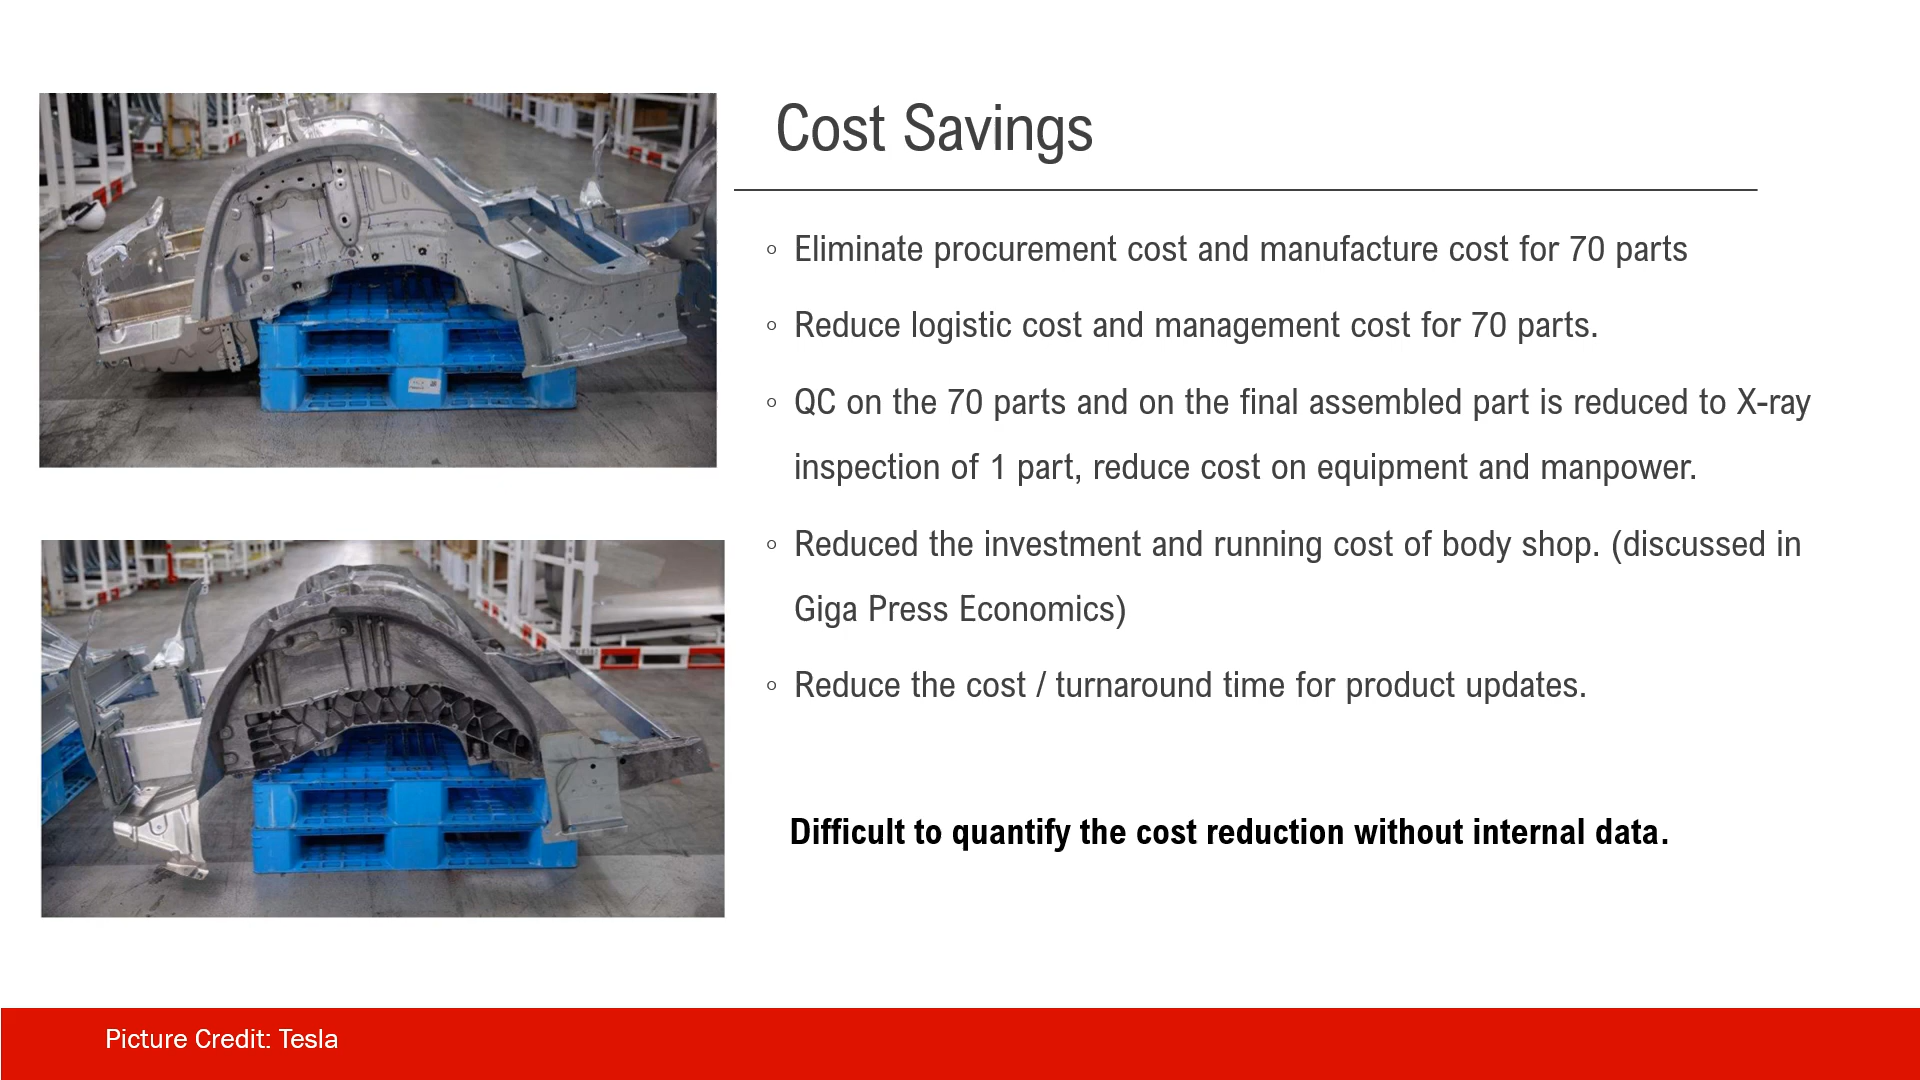 Cost Savings
◦ Eliminate procurement cost and manufacture cost for 70 parts
◦ Reduce logistic cost and management cost for 70 parts.
◦ QC on the 70 parts and on the final assembled part is reduced to X-ray
inspection of 1 part, reduce cost on equipment and manpower.
◦ Reduced the investment and running cost of body shop. (discussed in
Giga Press Economics)
◦ Reduce the cost / turnaround time for product updates.
Difficult to quantify the cost reduction without internal data.
Picture Credit: Tesla